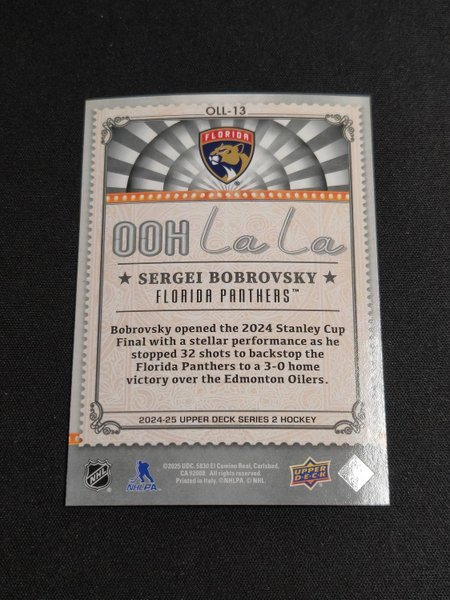 OLL-13
FLORIDA
OOH La La
★ SERGEI BOBROVSKY ★
FLORIDA PANTHERS™
Bobrovsky opened the 2024 Stanley Cup
Final with a stellar performance as he
stopped 32 shots to backstop the
Florida Panthers to a 3-0 home
victory over the Edmonton Oilers.
2024-25 UPPER DECK SERIES 2 HOCKEY
©2025 UDC. 5830 El Camino Real, Carlsbad,
CA 92008. All rights reserved.
Printed in Italy. ©NHLPA. © NHL.
NHL
NHLPA
UPPER
DECK